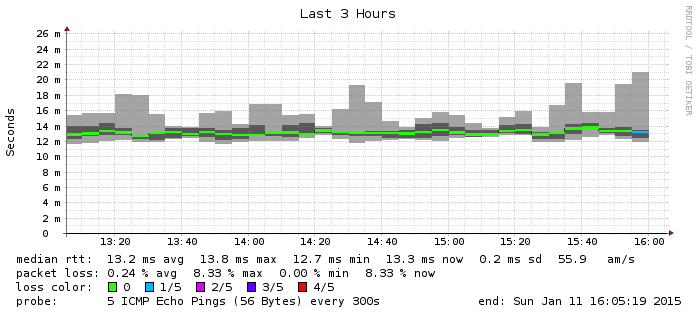 Last 3 Hours
RRDTOOL / TOBI OETIKER
Seconds
26 m
24 m
22 m
20 m
18 m
16 m
14 m
12 m
10 m
8 m
6 m
4 m
2 m
0
13:20 13:40 14:00 14:20 14:40 15:00 15:20 15:40 16:00
median rtt: 13.2 ms avg 13.8 ms max 12.7 ms min 13.3 ms now 0.2 ms sd 55.9 am/s
packet loss: 0.24 % avg 8.33 % max 0.00 % min 8.33 % now
loss color: 0 1/5 2/5 3/5 4/5
probe: 5 ICMP Echo Pings (56 Bytes) every 300s end: Sun Jan 11 16:05:19 2015